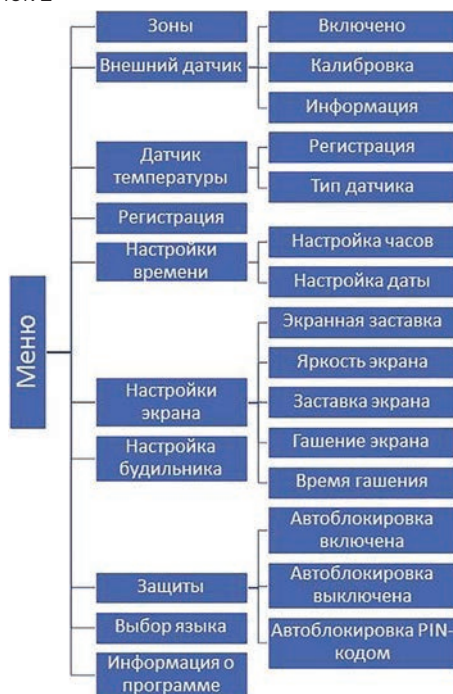 Меню
Зоны
Внешний датчик
Включено
Калибровка
Информация
Датчик
температуры
Регистрация
Тип датчика
Регистрация
Настройки
времени
Настройка часов
Настройка даты
Настройки
экрана
Экранная заставка
Яркость экрана
Заставка экрана
Гашение экрана
Время гашения
Настройка
будильника
Защиты
Автоблокировка
включена
Автоблокировка
выключена
Автоблокировка PIN-
кодом
Выбор языка
Информация о
программе